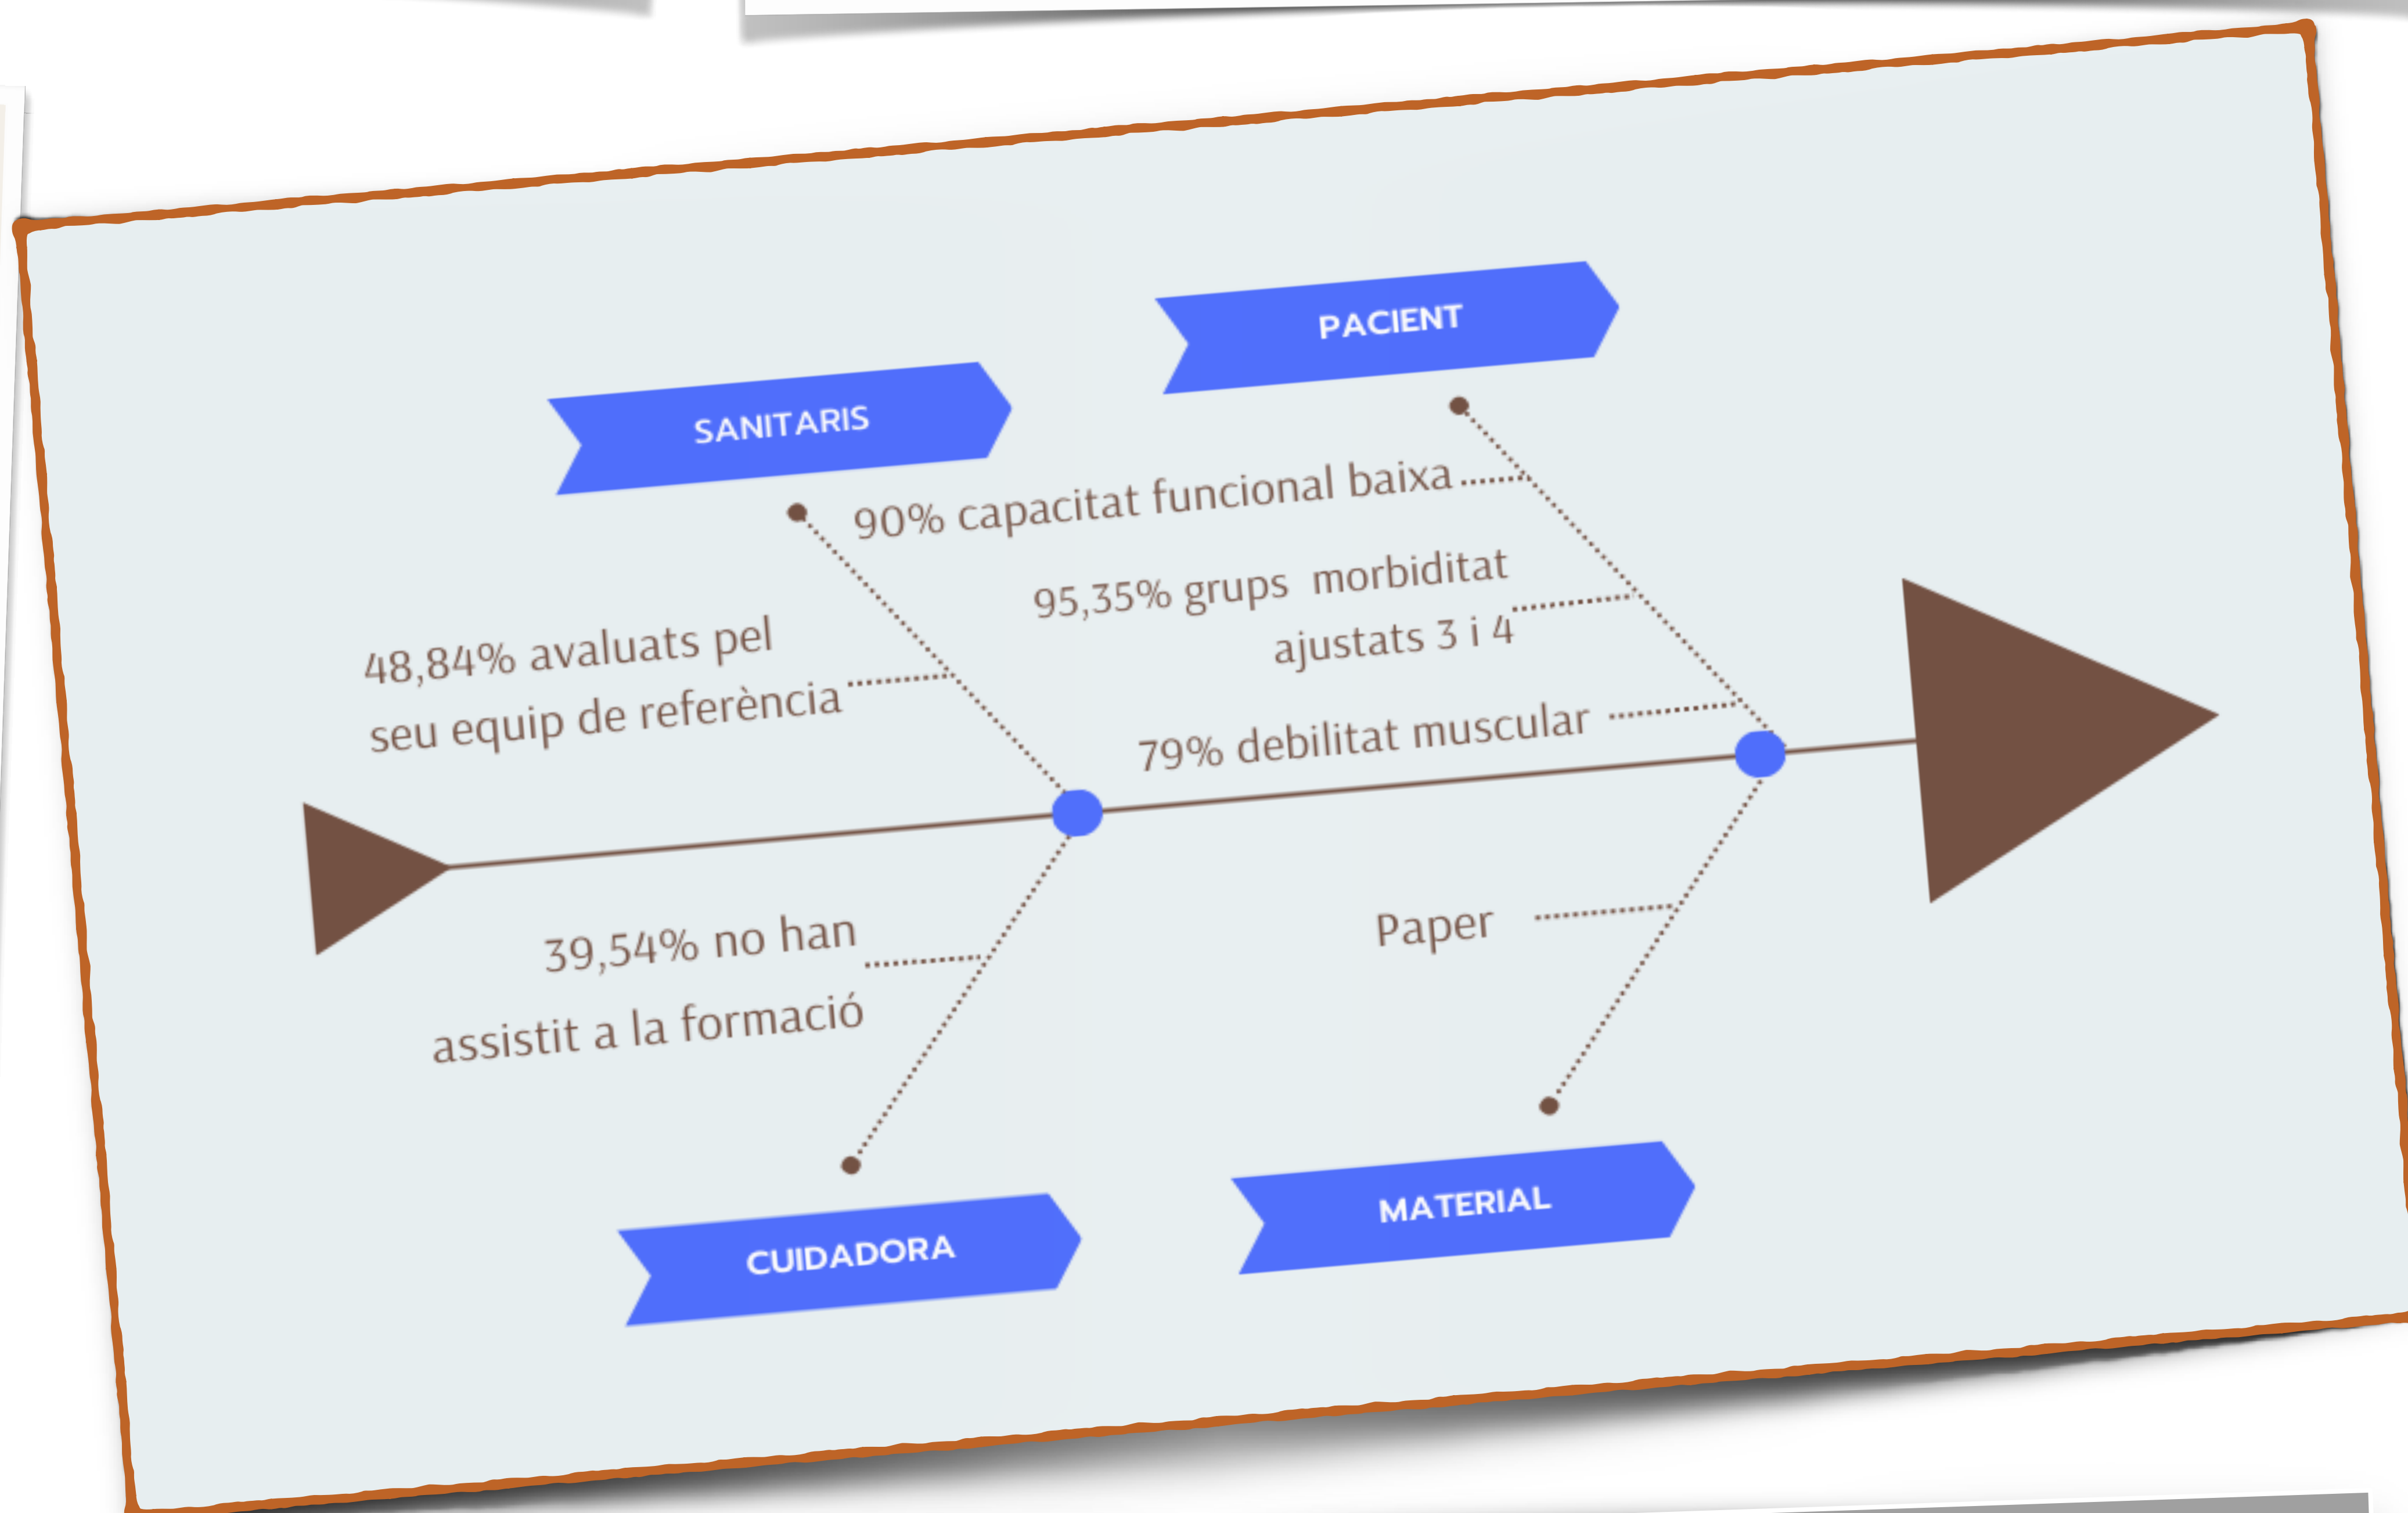 PACIENT
SANITARIS
90% capacitat funcional baixa
95,35% grups morbiditat
ajustats 3 i 4
48,84% avaluats pel
seu equip de referència
79% debilitat muscular
39,54% no han
assistit a la formació
Paper
CUIDADORA
MATERIAL